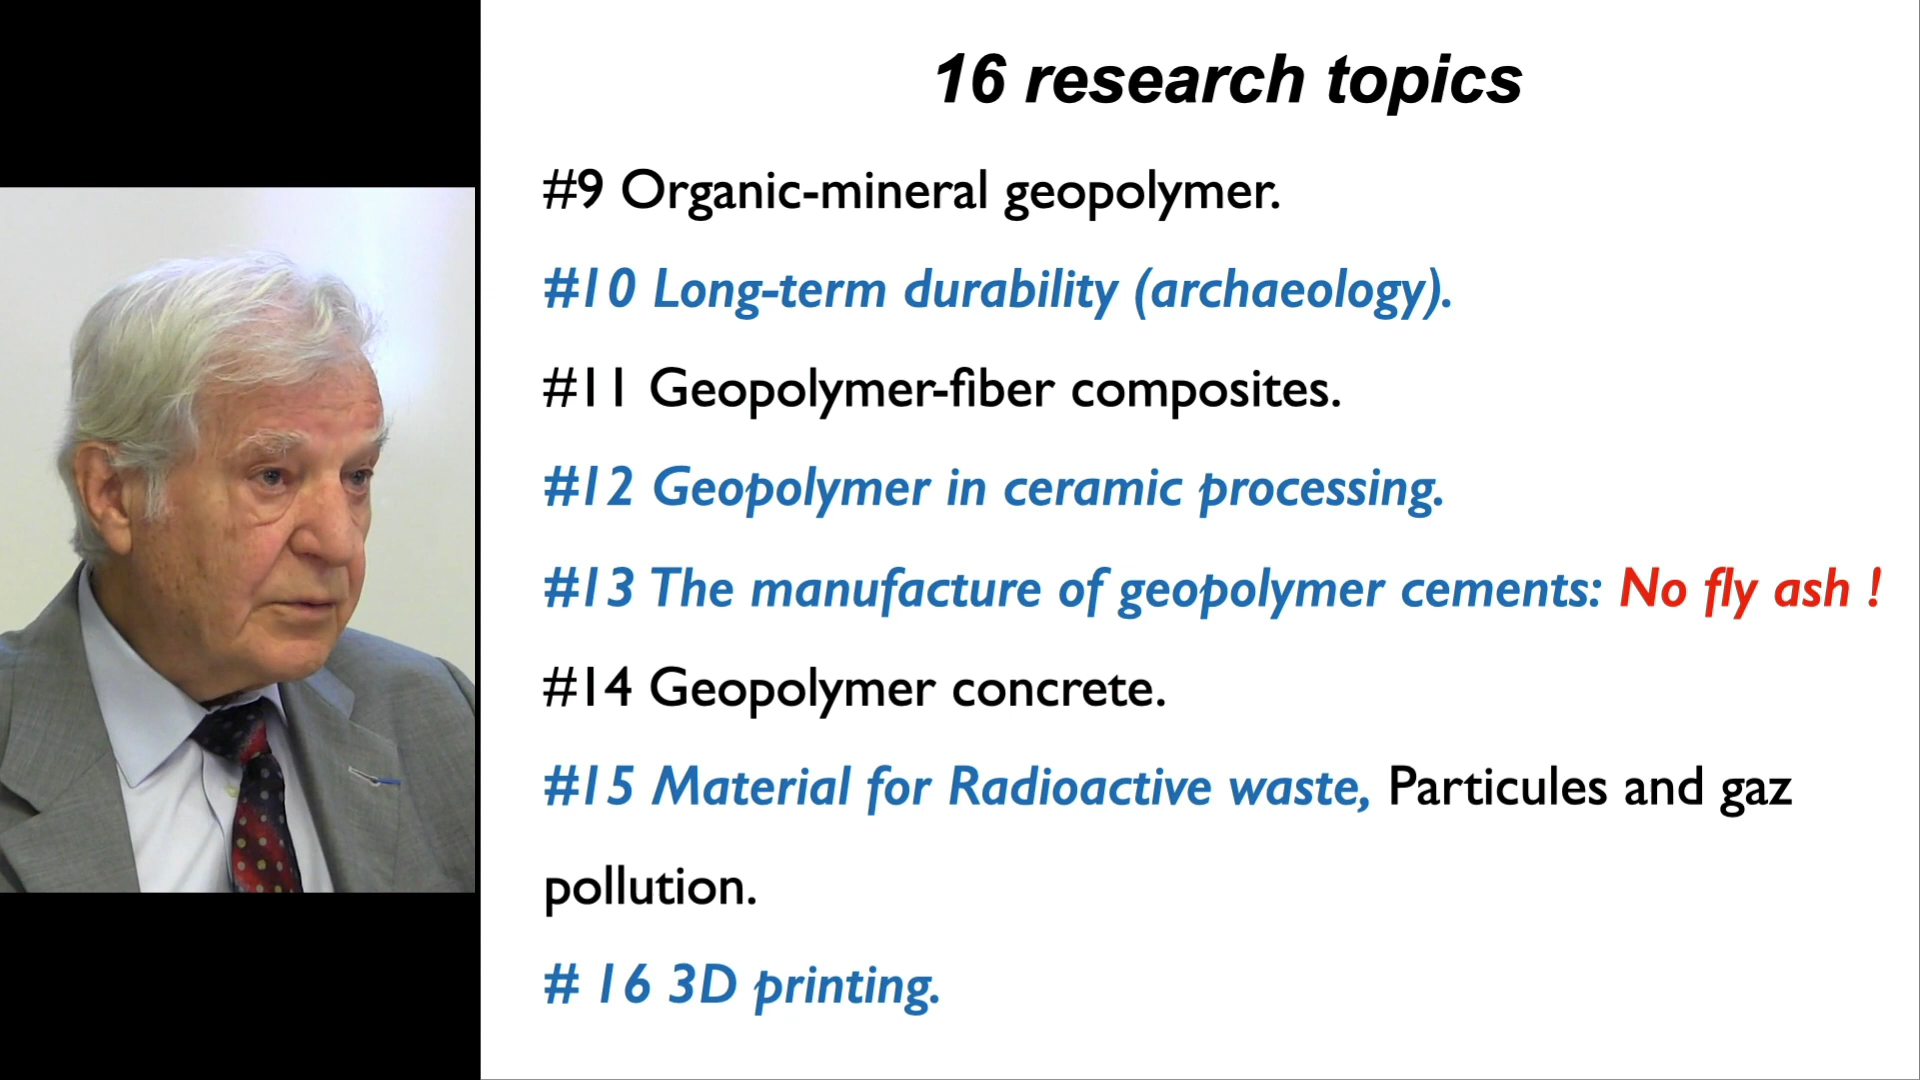 16 research topics
#9 Organic-mineral geopolymer.
#10 Long-term durability (archaeology).
#11 Geopolymer-fiber composites.
#12 Geopolymer in ceramic processing.
#13 The manufacture of geopolymer cements: No fly ash !
#14 Geopolymer concrete.
#15 Material for Radioactive waste, Particules and gaz
pollution.
# 16 3D printing.